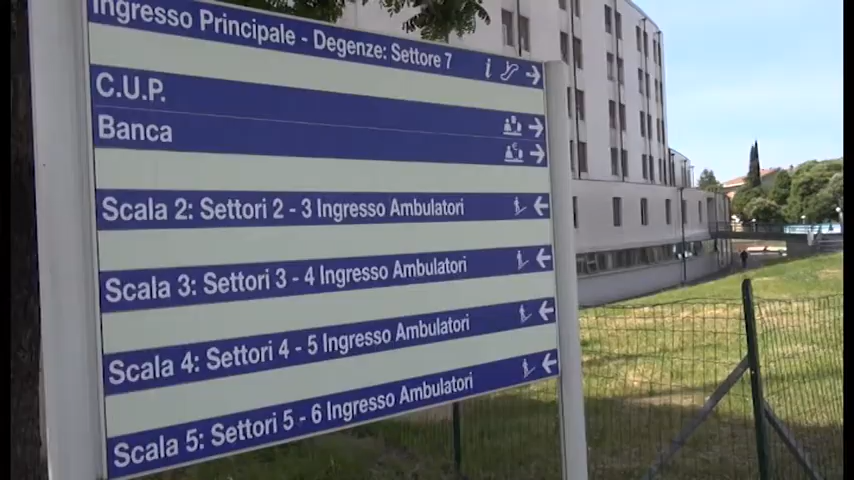 Ingresso Principale - Degenze: Settore 7
C.U.P.
Banca
Scala 2: Settori 2 - 3 Ingresso Ambulatori
Scala 3: Settori 3 - 4 Ingresso Ambulatori
Scala 4: Settori 4 - 5 Ingresso Ambulatori
Scala 5: Settori 5 - 6 Ingresso Ambulatori